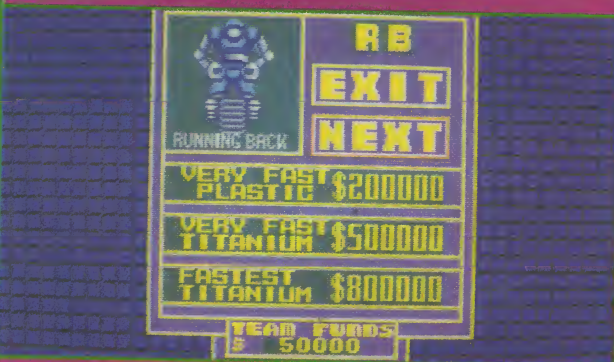 RB
EXIT
NEXT
RUNNING BACK
VERY FAST
PLASTIC $200000
VERY FAST
TITANIUM $500000
FASTEST
TITANIUM $800000
TEAM FUNDS
$ 50000